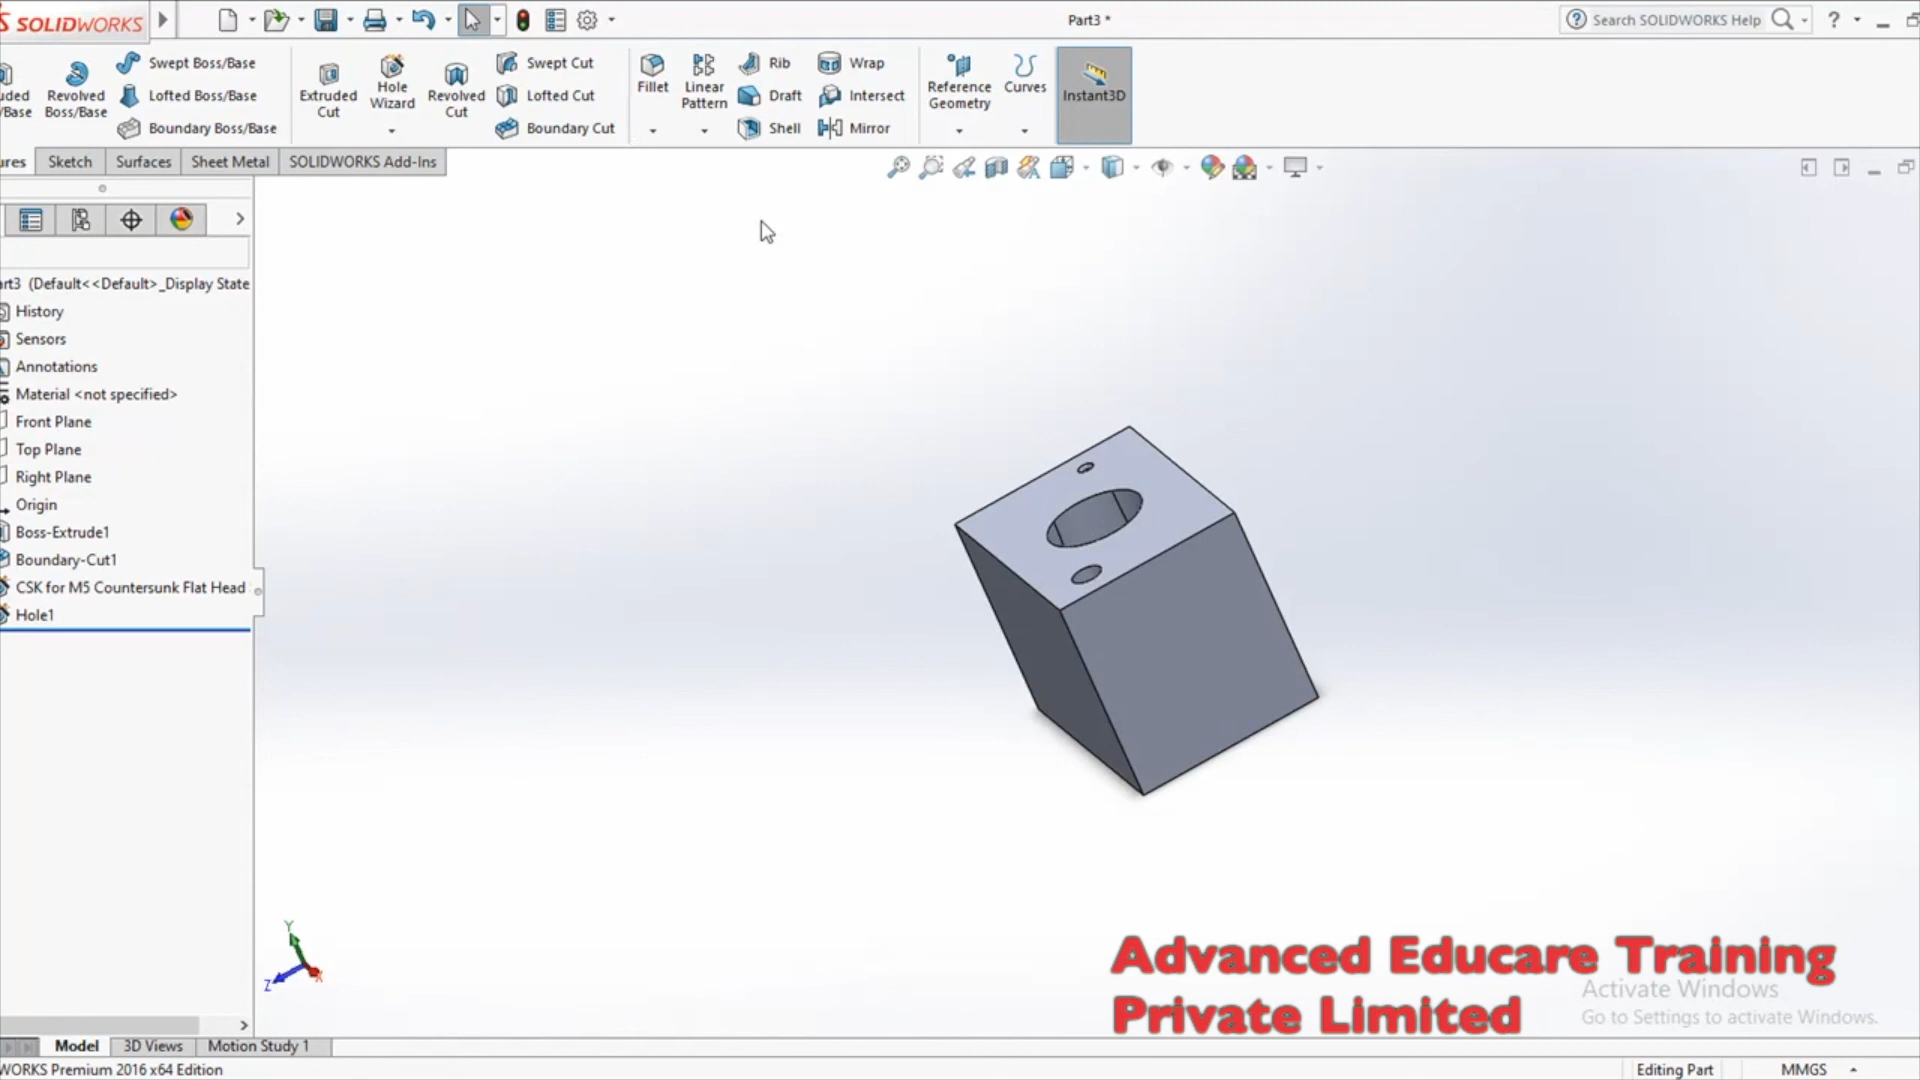 SOLIDWORKS
Part3 *
Search SOLIDWORKS Help
?
uded
/Base
Revolved
Boss/Base
Swept Boss/Base
Lofted Boss/Base
Boundary Boss/Base
Extruded
Cut
Hole
Wizard
Revolved
Cut
Swept Cut
Lofted Cut
Boundary Cut
Fillet
Linear
Pattern
Rib
Draft
Shell
Wrap
Intersect
Mirror
Reference
Geometry
Curves
Instant3D
ures
Sketch
Surfaces
Sheet Metal
SOLIDWORKS Add-Ins
art3 (Default<<Default>_Display State
History
Sensors
Annotations
Material <not specified>
Front Plane
Top Plane
Right Plane
Origin
Boss-Extrude1
Boundary-Cut1
CSK for M5 Countersunk Flat Head
Hole1
Y
Z
X
Advanced Educare Training
Private Limited
Activate Windows
Go to Settings to activate Windows.
Model
3D Views
Motion Study 1
WORKS Premium 2016 x64 Edition
Editing Part
MMGS